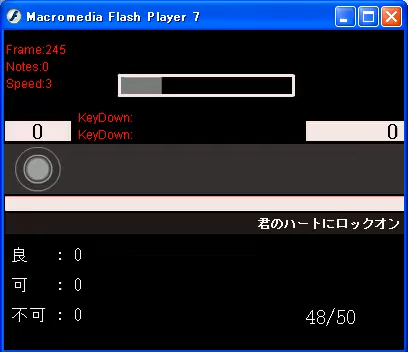 Macromedia Flash Player 7
Frame:245
Notes:0
Speed:3
KeyDown:
0
KeyDown:
0
君のハートにロックオン
良 : 0
可 : 0
不可 : 0
48/50